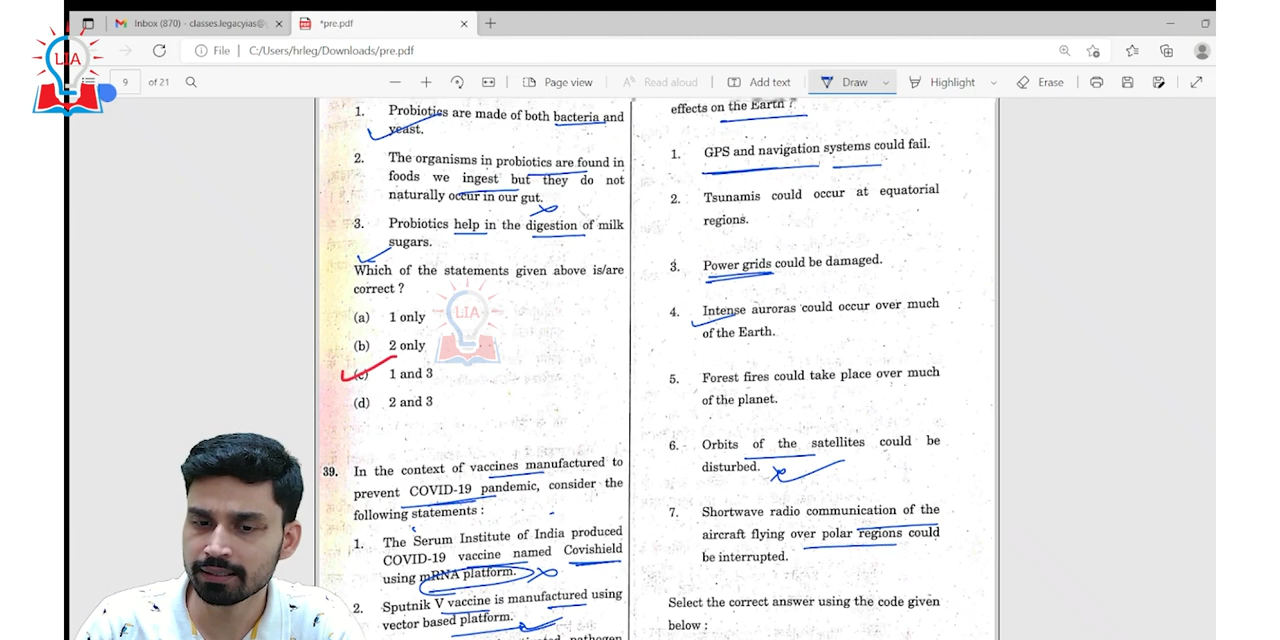 Inbox (870) - classes.legacyias@
*pre.pdf
File
C:/Users/hrleg/Downloads/pre.pdf
LIA
9
of 21
Page view
Read aloud
Add text
Draw
Highlight
Erase
1. Probiotics are made of both bacteria and
yeast.
2. The organisms in probiotics are found in
foods we ingest but they do not
naturally occur in our gut.
3. Probiotics help in the digestion of milk
sugars.
Which of the statements given above is/are
correct ?
LIA
(a) 1 only
(b) 2 only
(c) 1 and 3
(d) 2 and 3
39. In the context of vaccines manufactured to
prevent COVID-19 pandemic, consider the
following statements :
1. The Serum Institute of India produced
COVID-19 vaccine named Covishield
using mRNA platform.
2. Sputnik V vaccine is manufactured using
vector based platform.
pathogen
effects on the Earth ?
1. GPS and navigation systems could fail.
2. Tsunamis could occur at equatorial
regions.
3. Power grids could be damaged.
4. Intense auroras could occur over much
of the Earth.
5. Forest fires could take place over much
of the planet.
6. Orbits of the satellites could be
disturbed.
7. Shortwave radio communication of the
aircraft flying over polar regions could
be interrupted.
Select the correct answer using the code given
below :